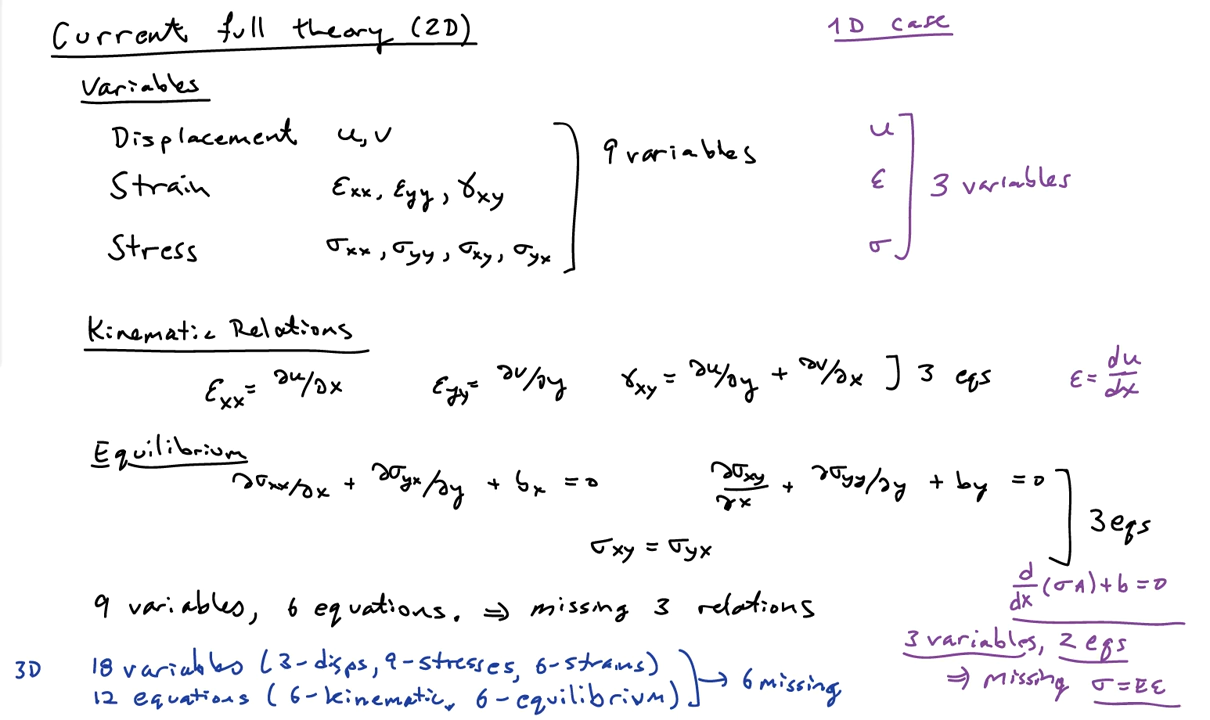 Current full theory (2D)
1D case
Variables
Displacement u, v
Strain εxx, εyy, γxy
Stress σxx, σyy, σxy, σyx
9 variables
u
ε
σ
3 variables
Kinematic Relations
εxx = ∂u/∂x εyy = ∂v/∂y γxy = ∂u/∂y + ∂v/∂x ] 3 eqs
ε = du/dx
Equilibrium
∂σxx/∂x + ∂σyx/∂y + bx = 0 ∂σxy/∂x + ∂σyy/∂y + by = 0
σxy = σyx
3 eqs
d/dx (σA) + b = 0
9 variables, 6 equations. ⇒ missing 3 relations
3 variables, 2 eqs
⇒ missing σ = Eε
3D 18 variables (3-disps, 9-stresses, 6-strains)
12 equations (6-kinematic, 6-equilibrium)
→ 6 missing